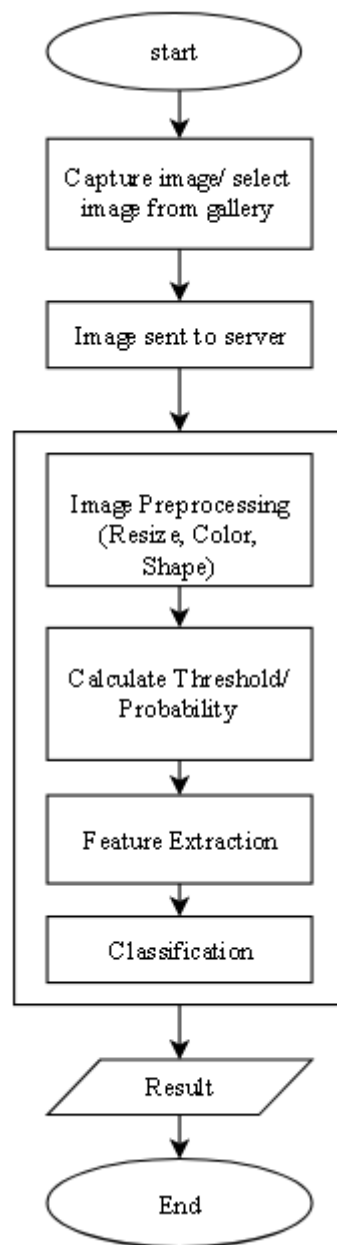 start
Capture image/ select
image from gallery
Image sent to server
Image Preprocessing
(Resize, Color,
Shape)
Calculate Threshold/
Probability
Feature Extraction
Classification
Result
End